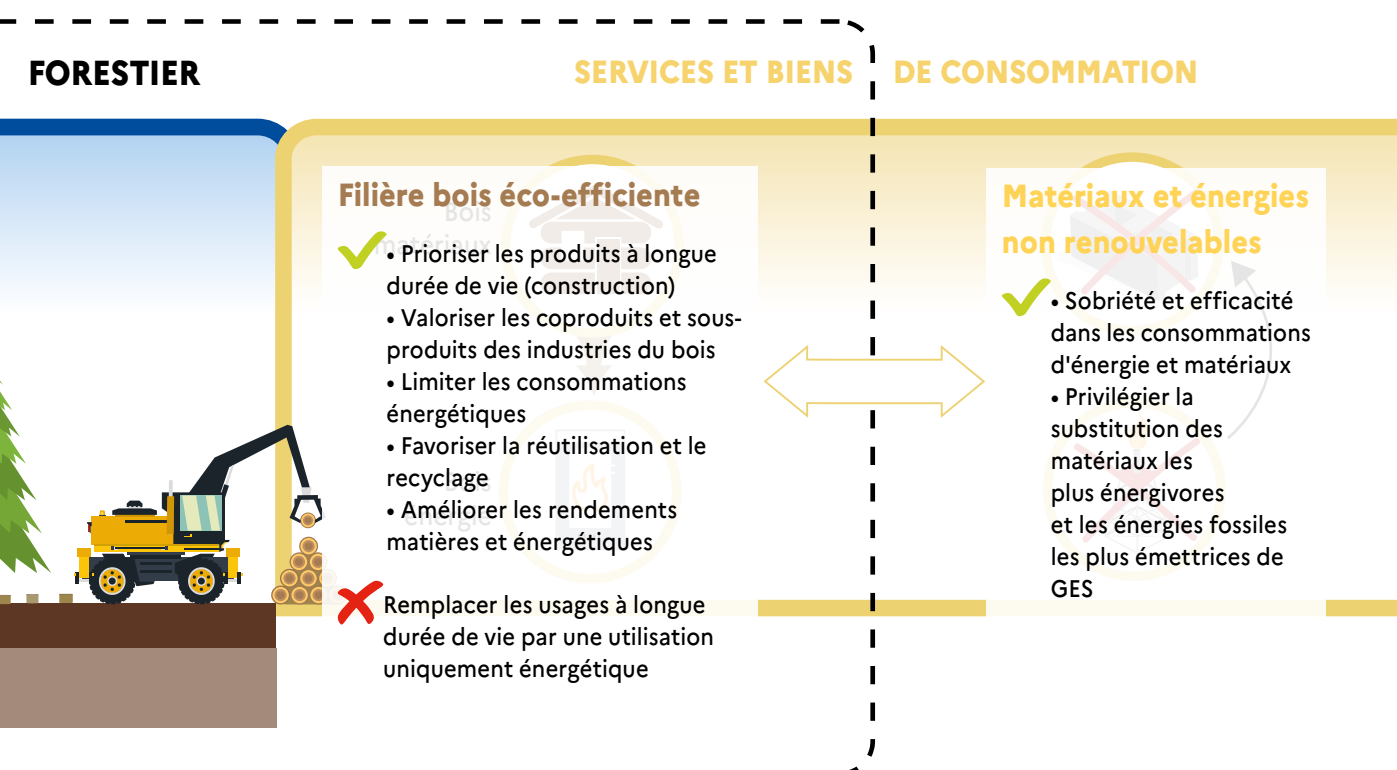 FORESTIER
SERVICES ET BIENS DE CONSOMMATION
Filière bois éco-efficiente
Bois
matériaux
• Prioriser les produits à longue
durée de vie (construction)
• Valoriser les coproduits et sous-
produits des industries du bois
• Limiter les consommations
énergétiques
• Favoriser la réutilisation et le
recyclage
Bois
énergie
• Améliorer les rendements
matières et énergétiques
Remplacer les usages à longue
durée de vie par une utilisation
uniquement énergétique
Matériaux et énergies
non renouvelables
• Sobriété et efficacité
dans les consommations
d'énergie et matériaux
• Privilégier la
substitution des
matériaux les
plus énergivores
et les énergies fossiles
les plus émettrices de
GES